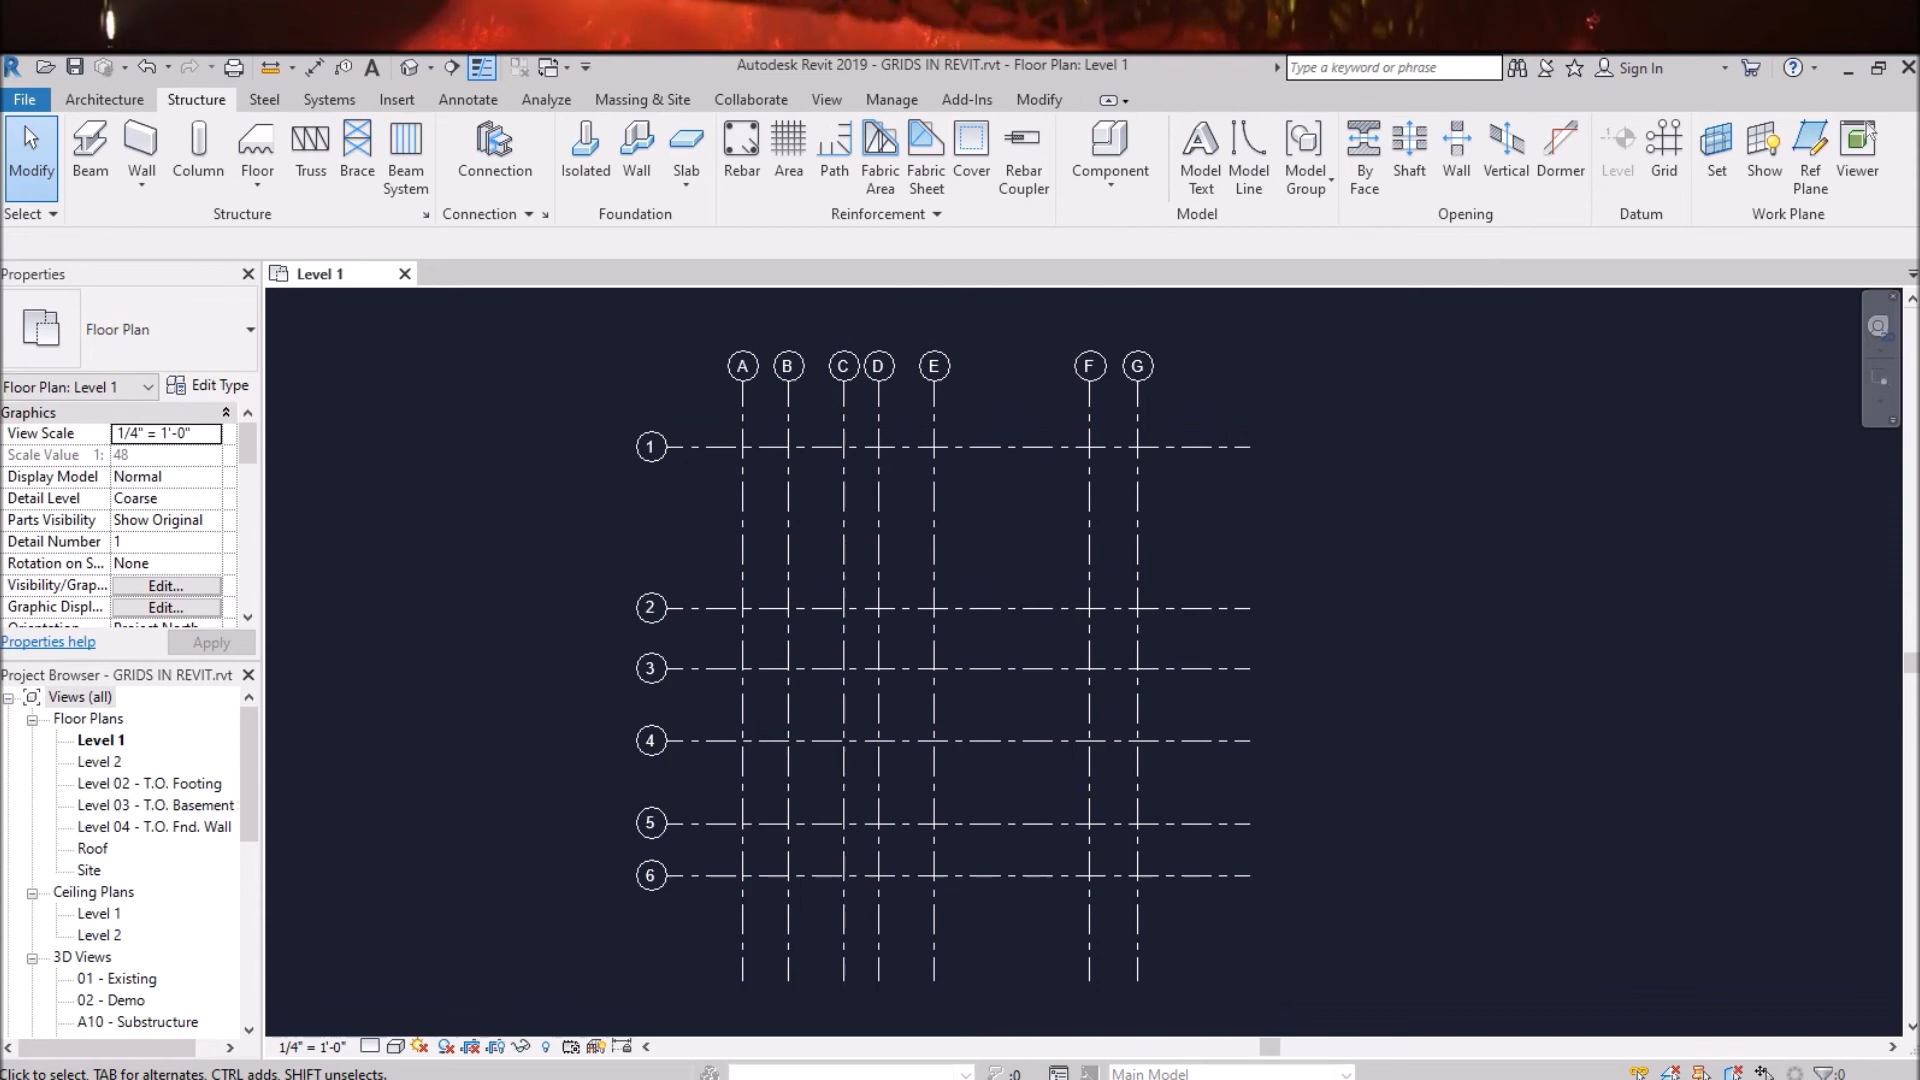 Autodesk Revit 2019 - GRIDS IN REVIT.rvt - Floor Plan: Level 1
Type a keyword or phrase
Sign In
File Architecture Structure Steel Systems Insert Annotate Analyze Massing & Site Collaborate View Manage Add-Ins Modify
Modify Beam Wall Column Floor Truss Brace Beam System Connection Isolated Wall Slab Rebar Area Path Fabric Area Fabric Sheet Cover Rebar Coupler Component Model Text Model Line Model Group By Face Shaft Wall Vertical Dormer Level Grid Set Show Ref Plane Viewer
Select Structure Connection Foundation Reinforcement Model Opening Datum Work Plane
Properties
Floor Plan
Floor Plan: Level 1 Edit Type
Graphics
View Scale 1/4" = 1'-0"
Scale Value 1: 48
Display Model Normal
Detail Level Coarse
Parts Visibility Show Original
Detail Number 1
Rotation on S... None
Visibility/Grap... Edit...
Graphic Displ... Edit...
Orientation Project North
Properties help Apply
Project Browser - GRIDS IN REVIT.rvt
Views (all)
Floor Plans
Level 1
Level 2
Level 02 - T.O. Footing
Level 03 - T.O. Basement
Level 04 - T.O. Fnd. Wall
Roof
Site
Ceiling Plans
Level 1
Level 2
3D Views
01 - Existing
02 - Demo
A10 - Substructure
Level 1
A B C D E F G
1
2
3
4
5
6
1/4" = 1'-0"
Click to select, TAB for alternates, CTRL adds, SHIFT unselects.
:0
Main Model
:0